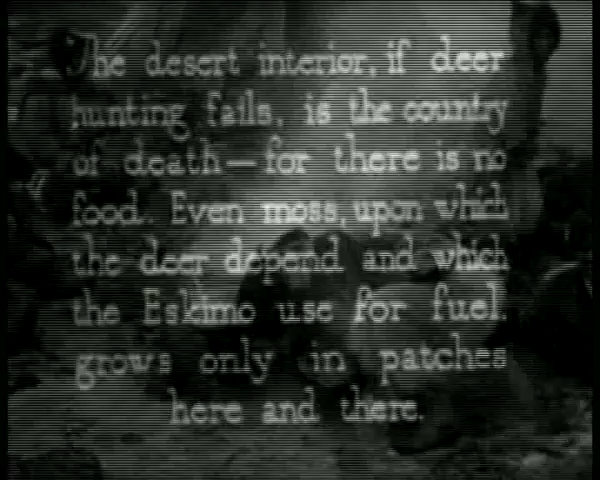 The desert interior, if deer
hunting fails, is the country
of death—for there is no
food. Even moss, upon which
the deer depend and which
the Eskimo use for fuel,
grows only in patches
here and there.